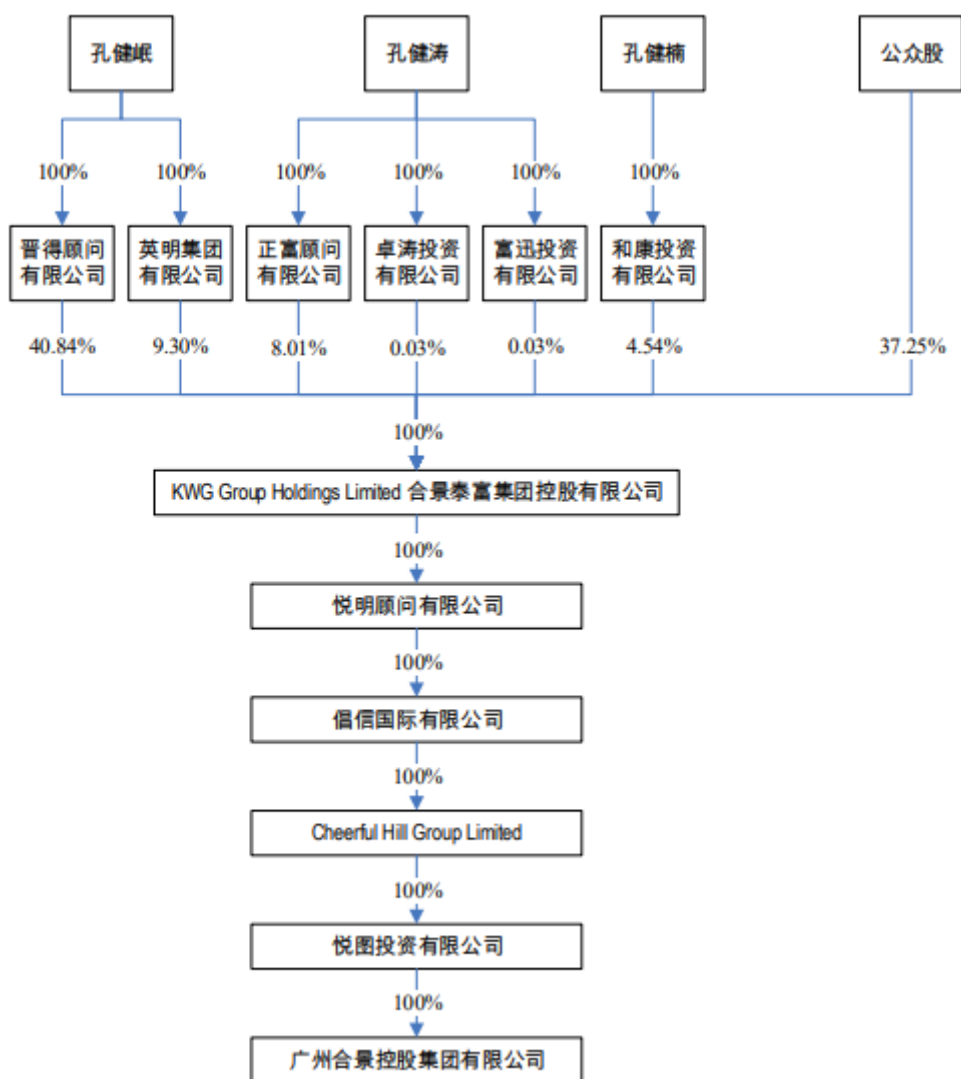 孔健岷
孔健涛
孔健楠
公众股
100%
100%
100%
100%
100%
100%
晋得顾问
有限公司
英明集团
有限公司
正富顾问
有限公司
卓涛投资
有限公司
富迅投资
有限公司
和康投资
有限公司
40.84%
9.30%
8.01%
0.03%
0.03%
4.54%
37.25%
100%
KWG Group Holdings Limited 合景泰富集团控股有限公司
100%
悦明顾问有限公司
100%
倡信国际有限公司
100%
Cheerful Hill Group Limited
100%
悦图投资有限公司
100%
广州合景控股集团有限公司